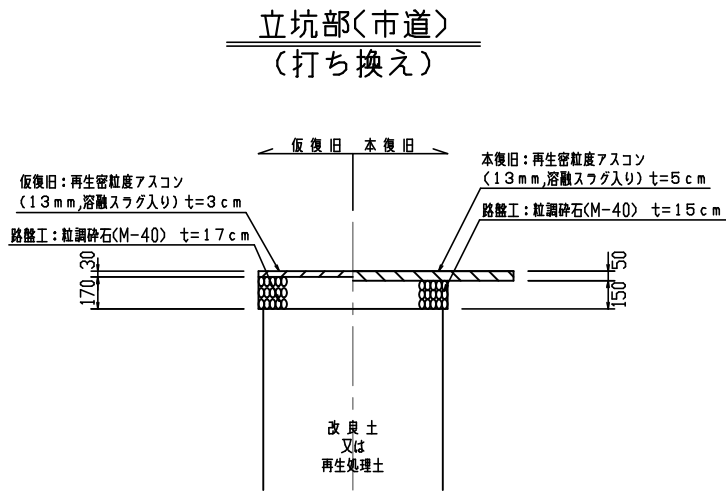 立坑部(市道)
(打ち換え)
仮復旧 本復旧
仮復旧：再生密粒度アスコン
(13mm,溶融スラグ入り) t=3cm
路盤工：粒調砕石(M-40) t=17cm
本復旧：再生密粒度アスコン
(13mm,溶融スラグ入り) t=5cm
路盤工：粒調砕石(M-40) t=15cm
30
170
50
150
改良土
又は
再生処理土